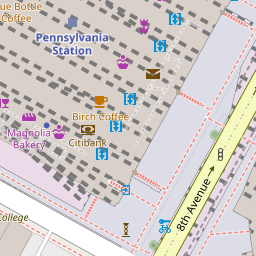 ue Bottle
Coffee
Pennsylvania
Station
Birch Coffee
Magnolia
Bakery
Citibank
8th Avenue
College